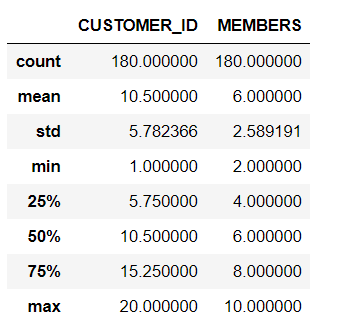 CUSTOMER_ID MEMBERS
count 180.000000 180.000000
mean 10.500000 6.000000
std 5.782366 2.589191
min 1.000000 2.000000
25% 5.750000 4.000000
50% 10.500000 6.000000
75% 15.250000 8.000000
max 20.000000 10.000000